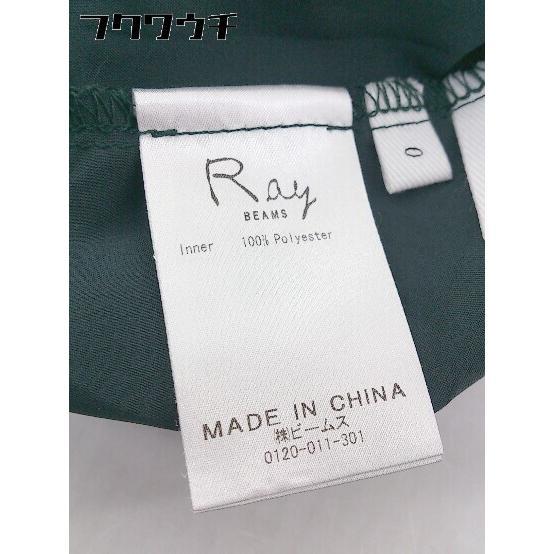 フクワウチ
Ray
BEAMS
Inner 100% Polyester
0
MADE IN CHINA
㈱ビームス
0120-011-301